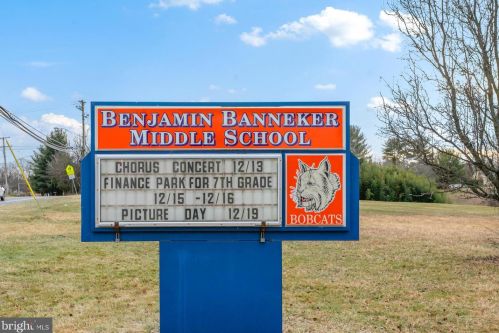 BENJAMIN BANNEKER
MIDDLE SCHOOL
CHORUS CONCERT 12/13
FINANCE PARK FOR 7TH GRADE
12/15 -12/16
PICTURE DAY 12/19
BOBCATS
bright MLS